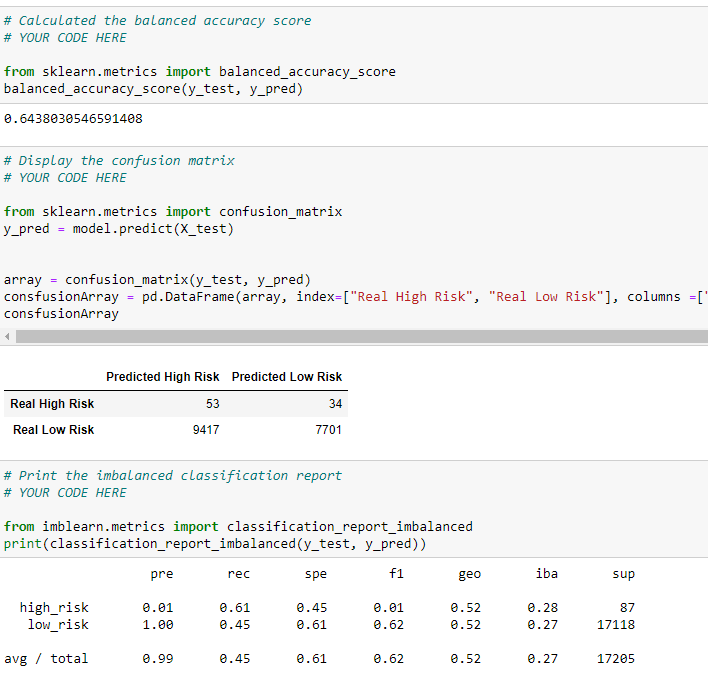 # Calculated the balanced accuracy score
# YOUR CODE HERE
from sklearn.metrics import balanced_accuracy_score
balanced_accuracy_score(y_test, y_pred)
0.6438030546591408
# Display the confusion matrix
# YOUR CODE HERE
from sklearn.metrics import confusion_matrix
y_pred = model.predict(X_test)
array = confusion_matrix(y_test, y_pred)
consfusionArray = pd.DataFrame(array, index=["Real High Risk", "Real Low Risk"], columns =["
consfusionArray
Predicted High Risk Predicted Low Risk
Real High Risk 53 34
Real Low Risk 9417 7701
# Print the imbalanced classification report
# YOUR CODE HERE
from imblearn.metrics import classification_report_imbalanced
print(classification_report_imbalanced(y_test, y_pred))
pre rec spe f1 geo iba sup
high_risk 0.01 0.61 0.45 0.01 0.52 0.28 87
low_risk 1.00 0.45 0.61 0.62 0.52 0.27 17118
avg / total 0.99 0.45 0.61 0.62 0.52 0.27 17205